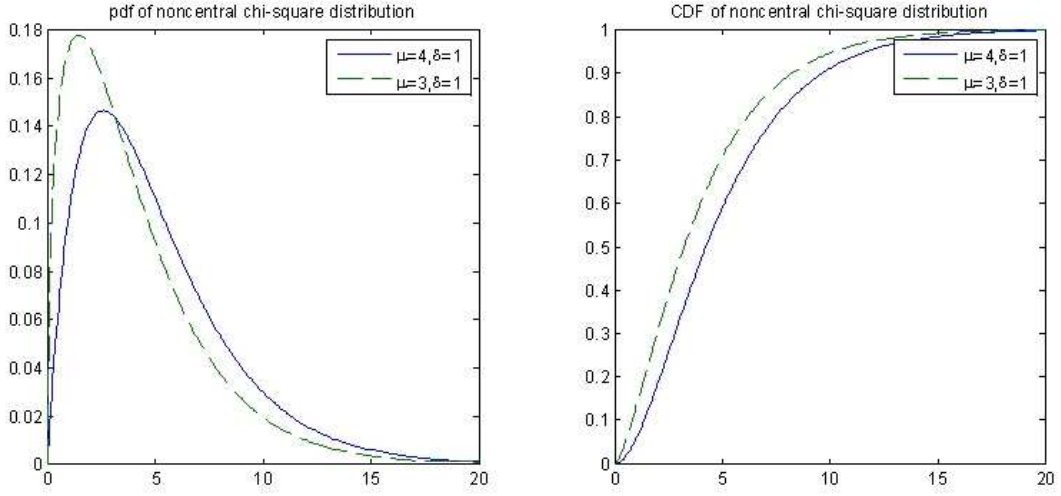 pdf of noncentral chi-square distribution
0.18
0.16
0.14
0.12
0.1
0.08
0.06
0.04
0.02
0
0 5 10 15 20
μ=4,δ=1
μ=3,δ=1
CDF of noncentral chi-square distribution
1
0.9
0.8
0.7
0.6
0.5
0.4
0.3
0.2
0.1
0
0 5 10 15 20
μ=4,δ=1
μ=3,δ=1